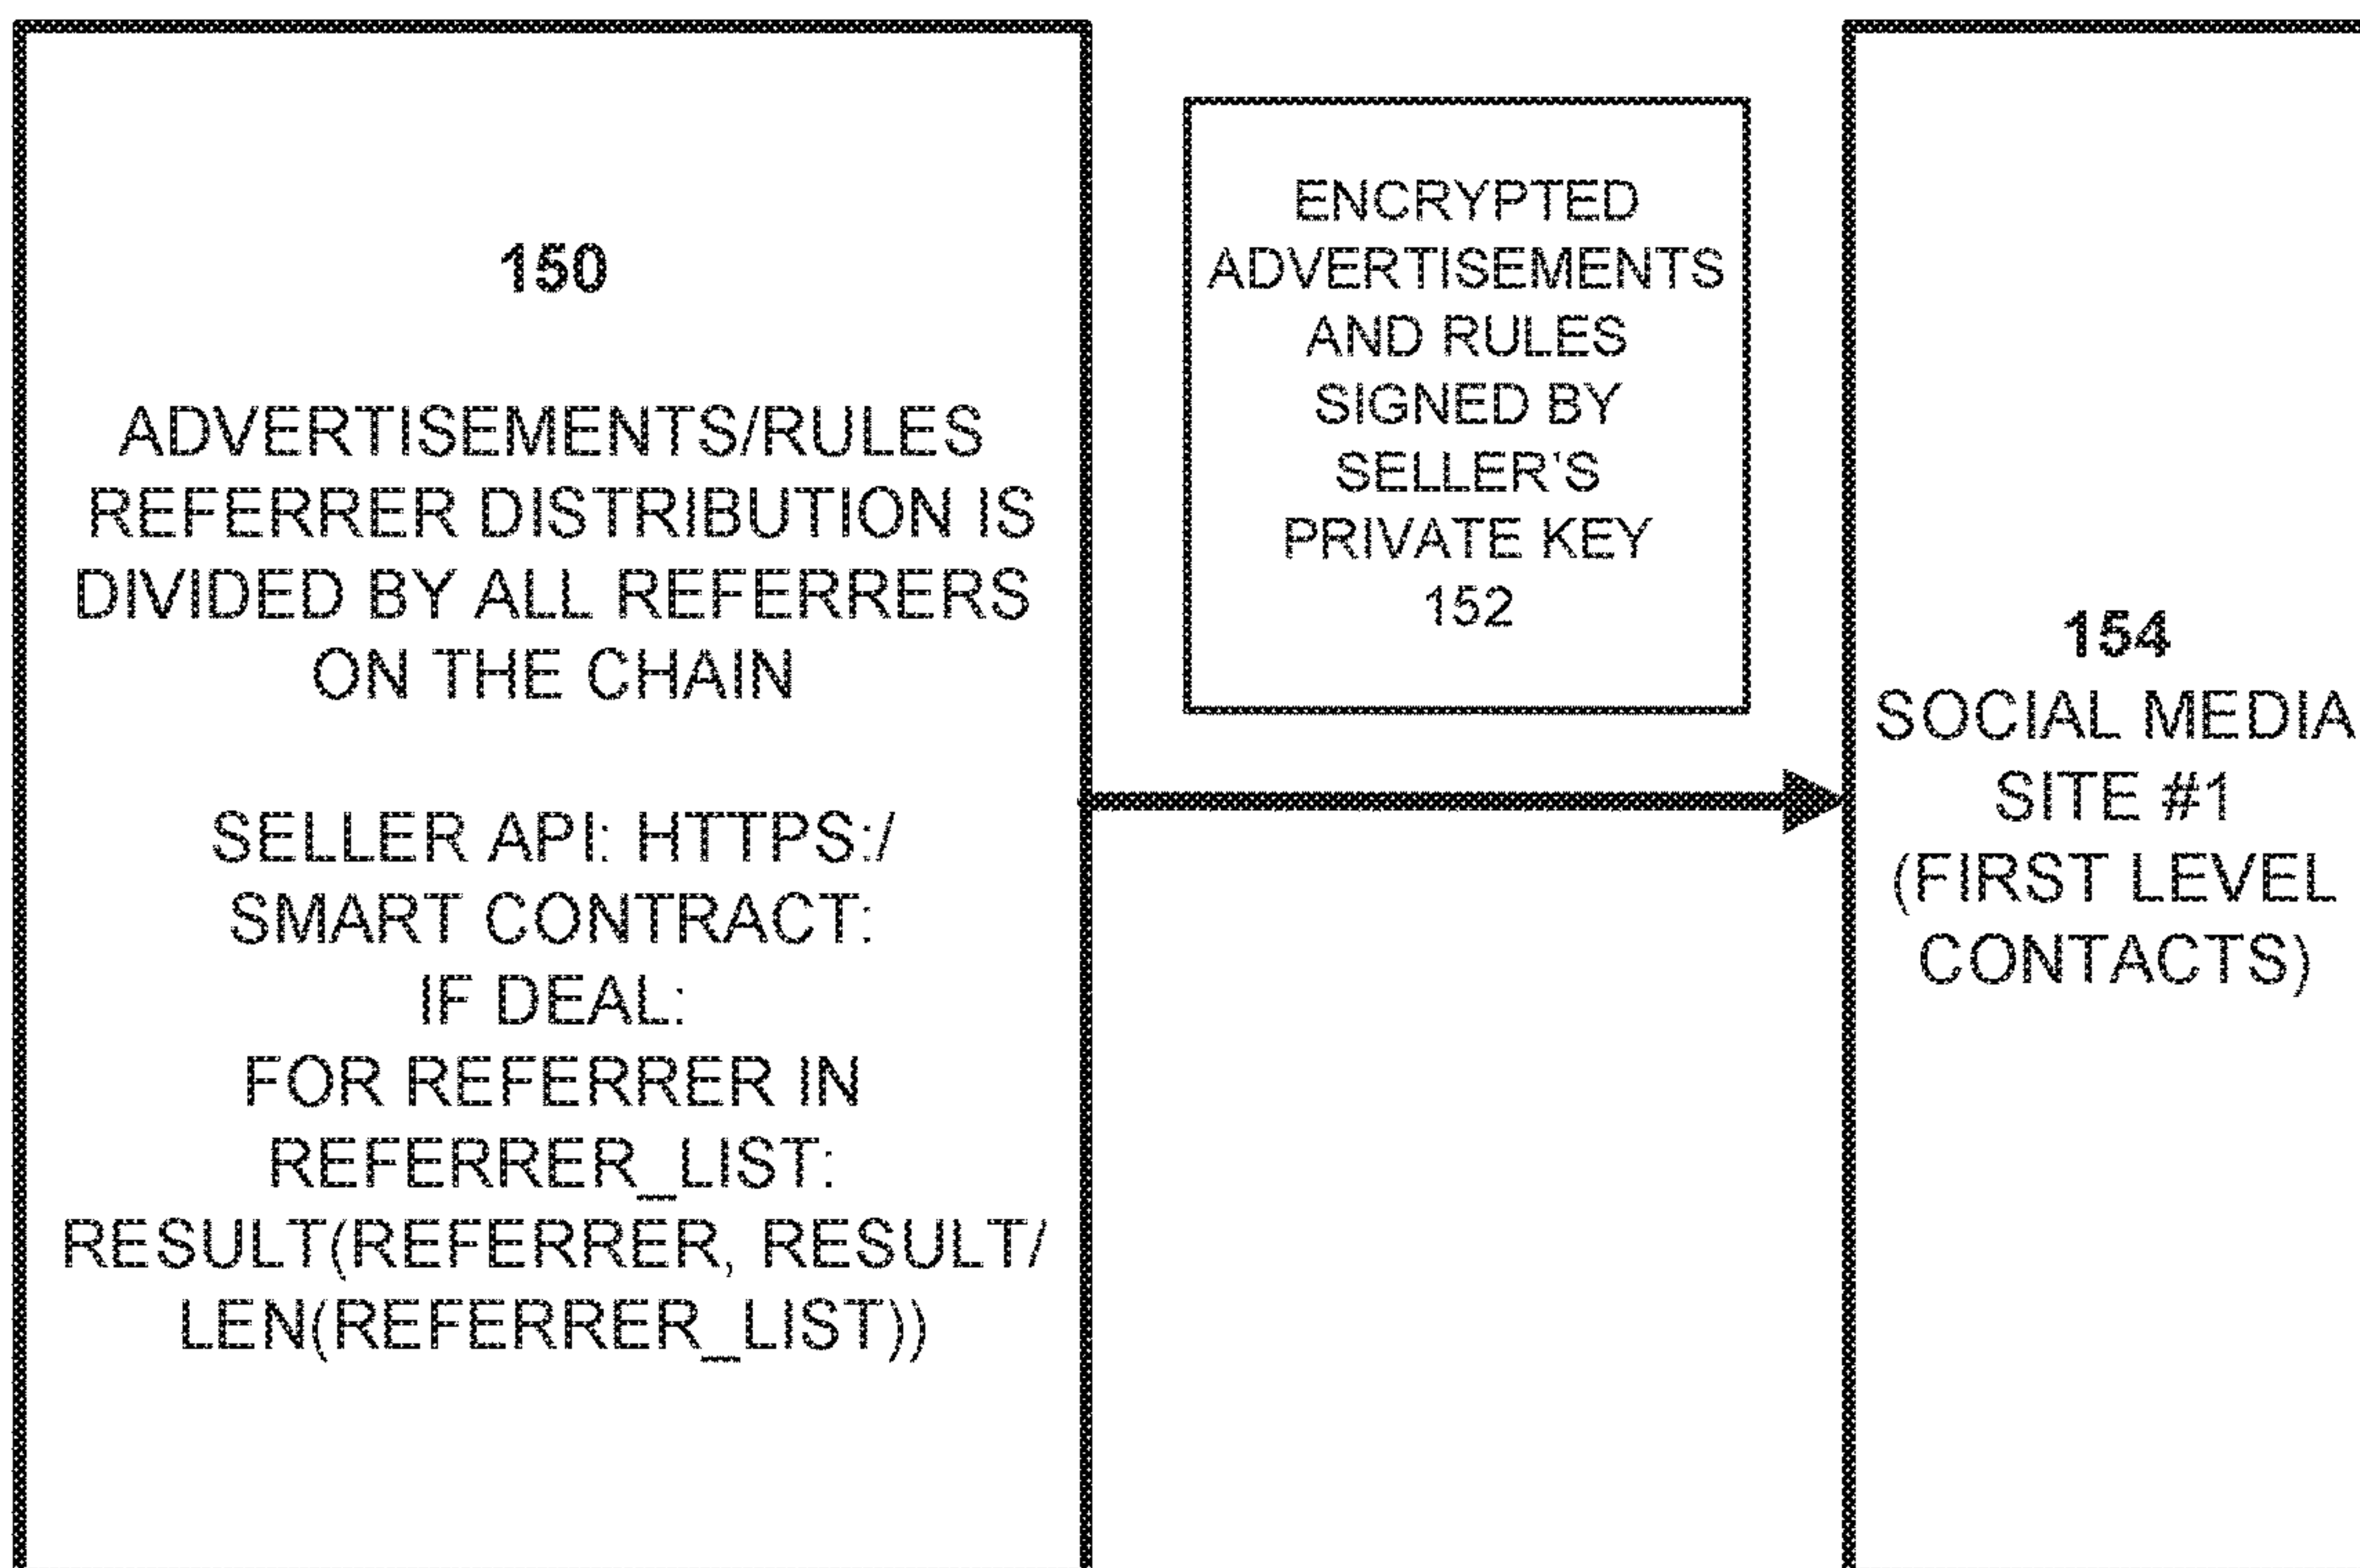 150
ADVERTISEMENTS/RULES
REFERRER DISTRIBUTION IS
DIVIDED BY ALL REFERRERS
ON THE CHAIN
SELLER API: HTTPS:/
SMART CONTRACT:
IF DEAL:
FOR REFERRER IN
REFERRER_LIST:
RESULT(REFERRER, RESULT/
LEN(REFERRER_LIST))
ENCRYPTED
ADVERTISEMENTS
AND RULES
SIGNED BY
SELLER'S
PRIVATE KEY
152
154
SOCIAL MEDIA
SITE #1
(FIRST LEVEL
CONTACTS)